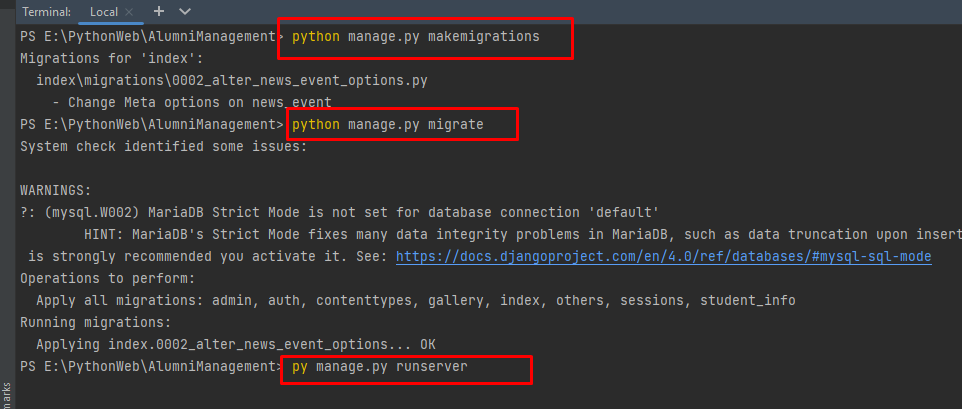 Terminal: Local × +
PS E:\PythonWeb\AlumniManagement> python manage.py makemigrations
Migrations for 'index':
  index\migrations\0002_alter_news_event_options.py
    - Change Meta options on news_event
PS E:\PythonWeb\AlumniManagement> python manage.py migrate
System check identified some issues:
WARNINGS:
?: (mysql.W002) MariaDB Strict Mode is not set for database connection 'default'
        HINT: MariaDB's Strict Mode fixes many data integrity problems in MariaDB, such as data truncation upon insert
 is strongly recommended you activate it. See: https://docs.djangoproject.com/en/4.0/ref/databases/#mysql-sql-mode
Operations to perform:
  Apply all migrations: admin, auth, contenttypes, gallery, index, others, sessions, student_info
Running migrations:
  Applying index.0002_alter_news_event_options... OK
PS E:\PythonWeb\AlumniManagement> py manage.py runserver
marks